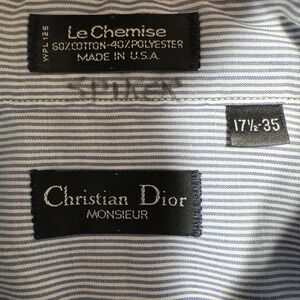 WPL 125
Le Chemise
60%COTTON-40%POLYESTER
MADE IN U.S.A.
17½-35
Christian Dior
MONSIEUR